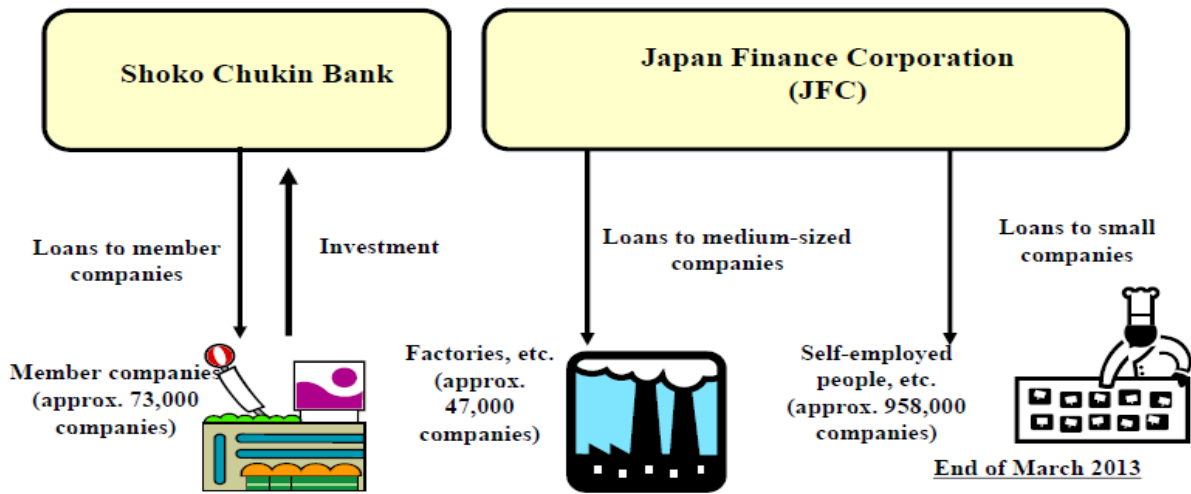 Shoko Chukin Bank
Japan Finance Corporation
(JFC)
Loans to member
companies
Investment
Loans to medium-sized
companies
Loans to small
companies
Member companies
(approx. 73,000
companies)
Factories, etc.
(approx.
47,000
companies)
Self-employed
people, etc.
(approx. 958,000
companies)
End of March 2013